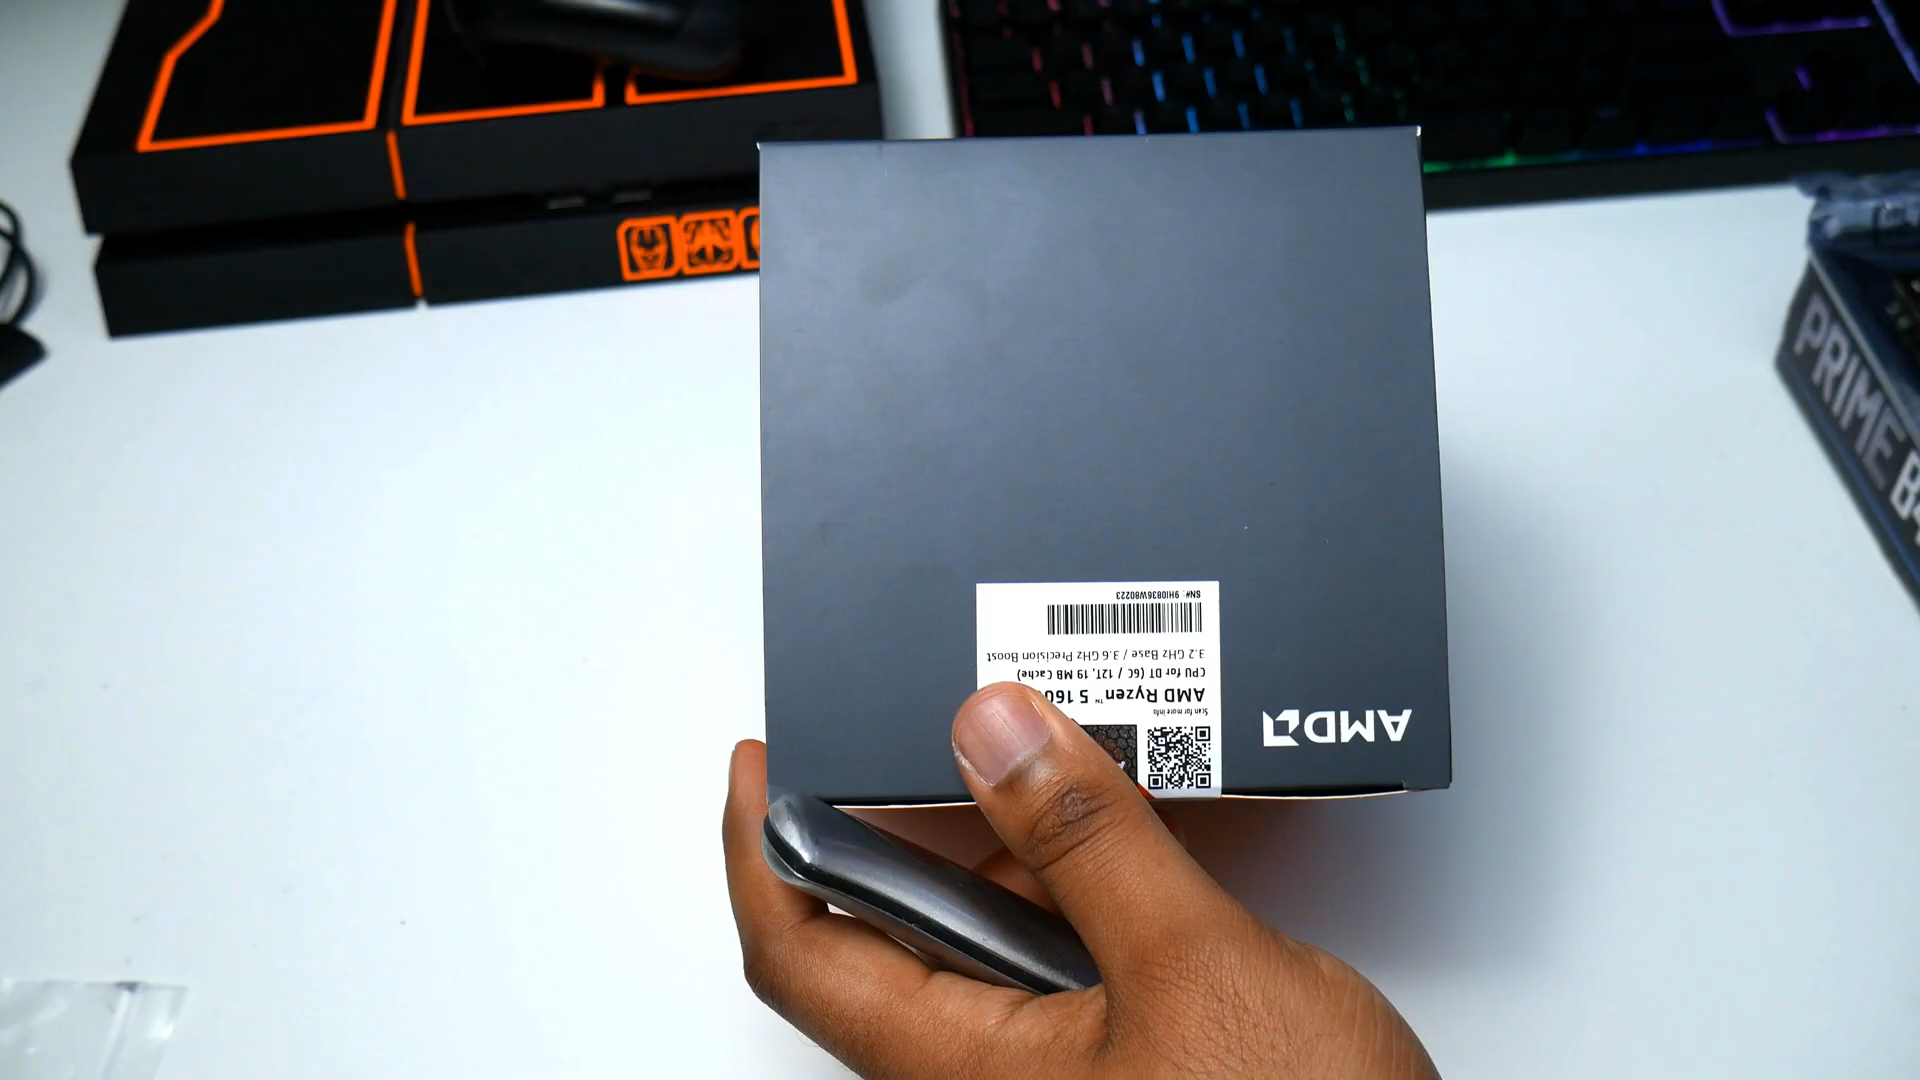 AMD
Scan for more info
AMD Ryzen™ 5 160
CPU for DT (6C / 12T, 19 MB Cache)
3.2 GHz Base / 3.6 GHz Precision Boost
SN#: 9HI0836W80223
PRIME B4